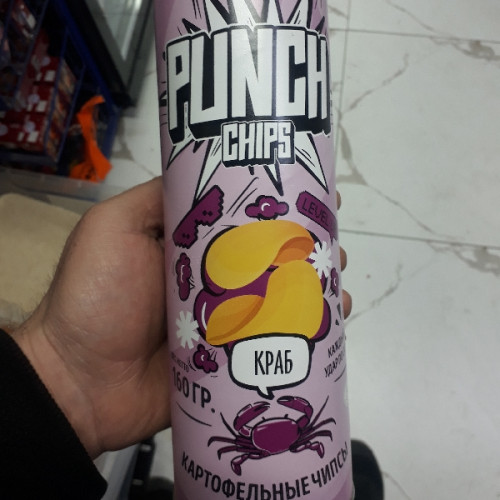 PUNCH
CHIPS
LEVEL
КРАБ
160 ГР.
КАРТОФЕЛЬНЫЕ ЧИПСЫ